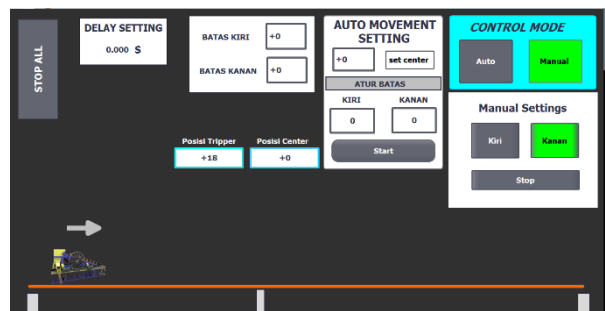 STOP ALL
DELAY SETTING
0.000 S
BATAS KIRI
+0
BATAS KANAN
+0
AUTO MOVEMENT
SETTING
+0
set center
ATUR BATAS
KIRI
KANAN
0
0
Start
CONTROL MODE
Auto
Manual
Manual Settings
Kiri
Kanan
Stop
Posisi Tripper
Posisi Center
+18
+0